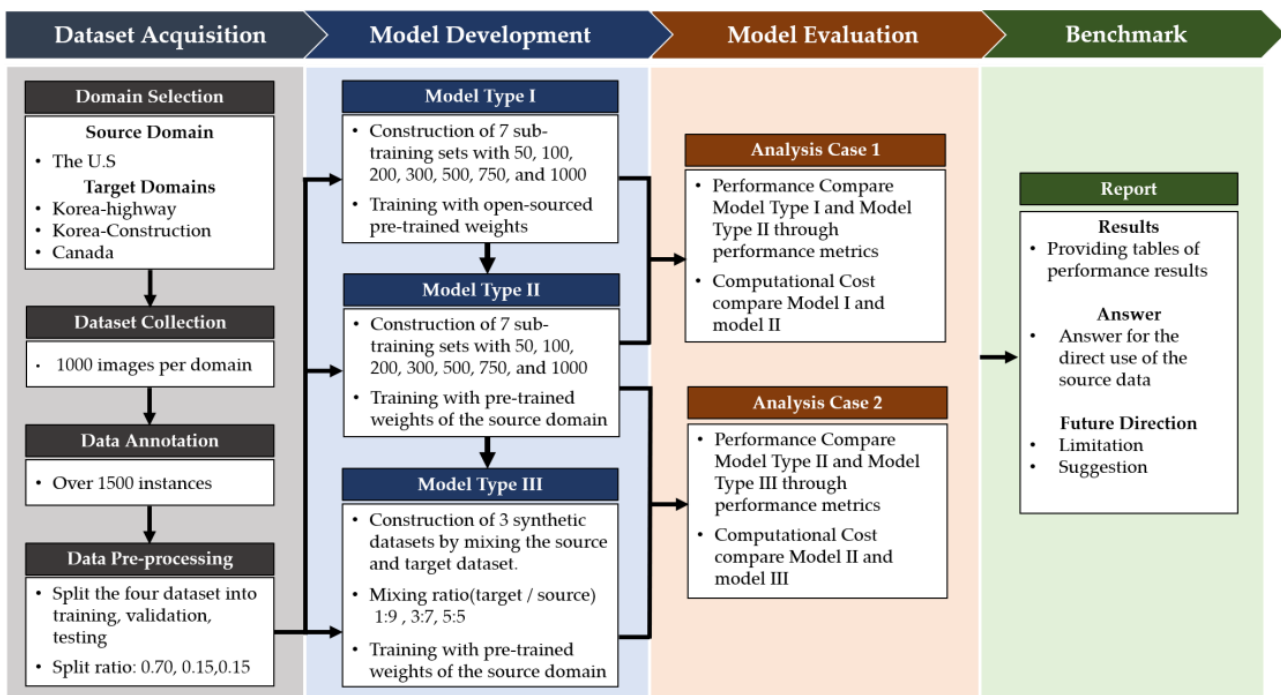 Dataset Acquisition
Model Development
Model Evaluation
Benchmark
Domain Selection
Source Domain
• The U.S
Target Domains
• Korea-highway
• Korea-Construction
• Canada
Dataset Collection
· 1000 images per domain
Data Annotation
• Over 1500 instances
Data Pre-processing
• Split the four dataset into
training, validation,
testing
• Split ratio: 0.70, 0.15,0.15
Model Type I
• Construction of 7 sub-
training sets with 50, 100,
200, 300, 500, 750, and 1000
• Training with open-sourced
pre-trained weights
Model Type II
• Construction of 7 sub-
training sets with 50, 100,
200, 300, 500, 750, and 1000
• Training with pre-trained
weights of the source domain
Model Type III
• Construction of 3 synthetic
datasets by mixing the source
and target dataset.
• Mixing ratio(target / source)
1:9 , 3:7, 5:5
• Training with pre-trained
weights of the source domain
Analysis Case 1
• Performance Compare
Model Type I and Model
Type II through
performance metrics
• Computational Cost
compare Model I and
model II
Analysis Case 2
• Performance Compare
Model Type II and Model
Type III through
performance metrics
• Computational Cost
compare Model II and
model III
Report
Results
• Providing tables of
performance results
Answer
• Answer for the
direct use of the
source data
Future Direction
• Limitation
• Suggestion